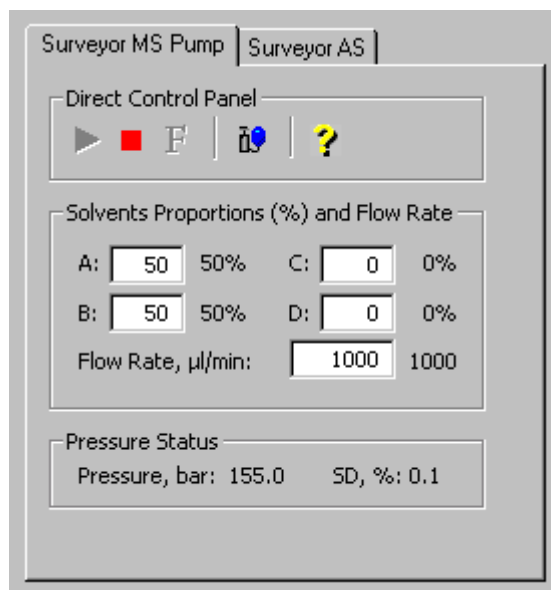 Surveyor MS Pump Surveyor AS
Direct Control Panel
F ?
Solvents Proportions (%) and Flow Rate
A: 50 50% C: 0 0%
B: 50 50% D: 0 0%
Flow Rate, µl/min: 1000 1000
Pressure Status
Pressure, bar: 155.0 SD, %: 0.1